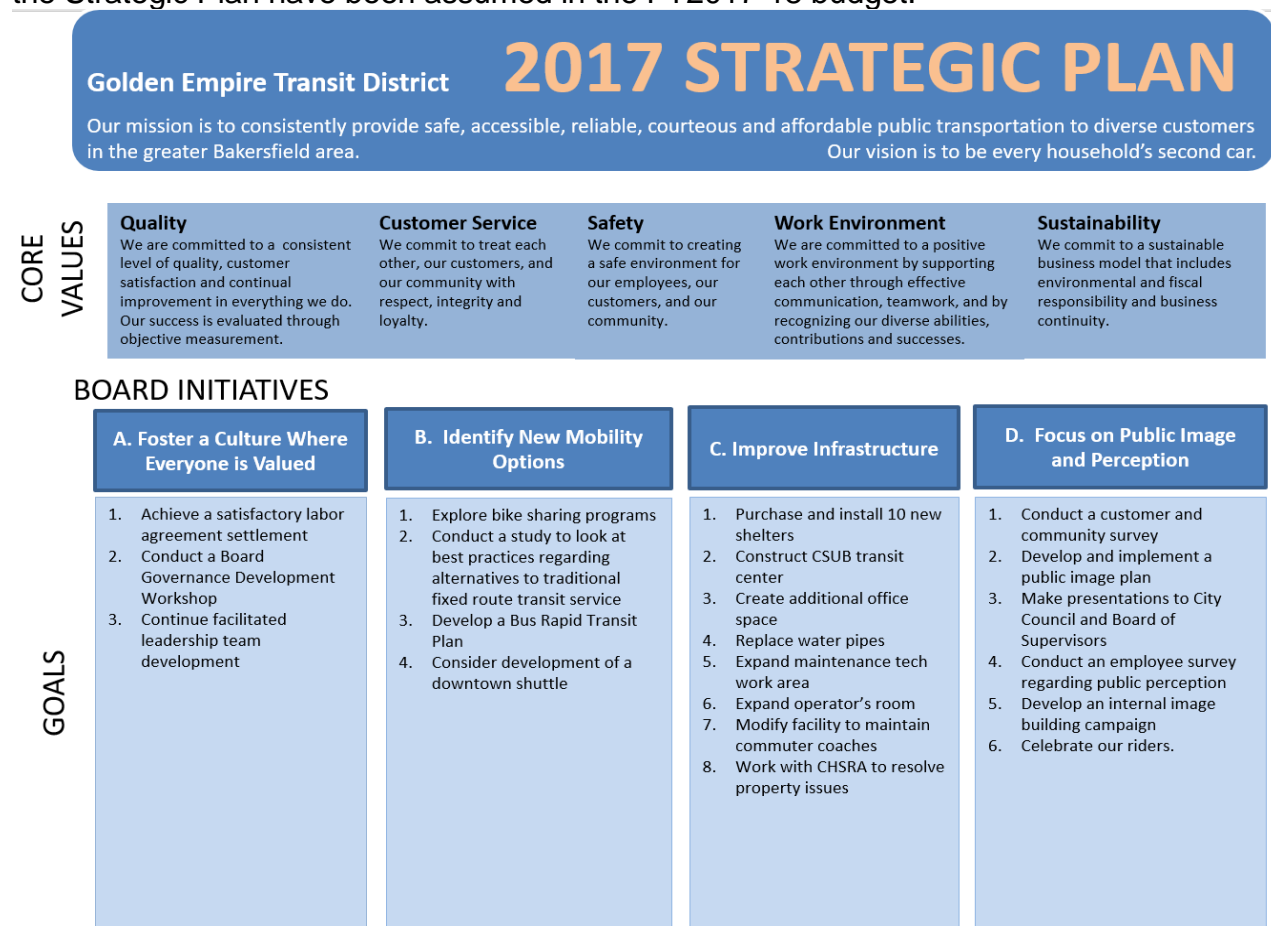 the Strategic Plan have been assumed in the FY2017-18 budget.
Golden Empire Transit District 2017 STRATEGIC PLAN
Our mission is to consistently provide safe, accessible, reliable, courteous and affordable public transportation to diverse customers
in the greater Bakersfield area. Our vision is to be every household’s second car.
CORE
VALUES
Quality
We are committed to a consistent
level of quality, customer
satisfaction and continual
improvement in everything we do.
Our success is evaluated through
objective measurement.
Customer Service
We commit to treat each
other, our customers, and
our community with
respect, integrity and
loyalty.
Safety
We commit to creating
a safe environment for
our employees, our
customers, and our
community.
Work Environment
We are committed to a positive
work environment by supporting
each other through effective
communication, teamwork, and by
recognizing our diverse abilities,
contributions and successes.
Sustainability
We commit to a sustainable
business model that includes
environmental and fiscal
responsibility and business
continuity.
BOARD INITIATIVES
GOALS
A. Foster a Culture Where
Everyone is Valued
1. Achieve a satisfactory labor
agreement settlement
2. Conduct a Board
Governance Development
Workshop
3. Continue facilitated
leadership team
development
B. Identify New Mobility
Options
1. Explore bike sharing programs
2. Conduct a study to look at
best practices regarding
alternatives to traditional
fixed route transit service
3. Develop a Bus Rapid Transit
Plan
4. Consider development of a
downtown shuttle
C. Improve Infrastructure
1. Purchase and install 10 new
shelters
2. Construct CSUB transit
center
3. Create additional office
space
4. Replace water pipes
5. Expand maintenance tech
work area
6. Expand operator’s room
7. Modify facility to maintain
commuter coaches
8. Work with CHSRA to resolve
property issues
D. Focus on Public Image
and Perception
1. Conduct a customer and
community survey
2. Develop and implement a
public image plan
3. Make presentations to City
Council and Board of
Supervisors
4. Conduct an employee survey
regarding public perception
5. Develop an internal image
building campaign
6. Celebrate our riders.